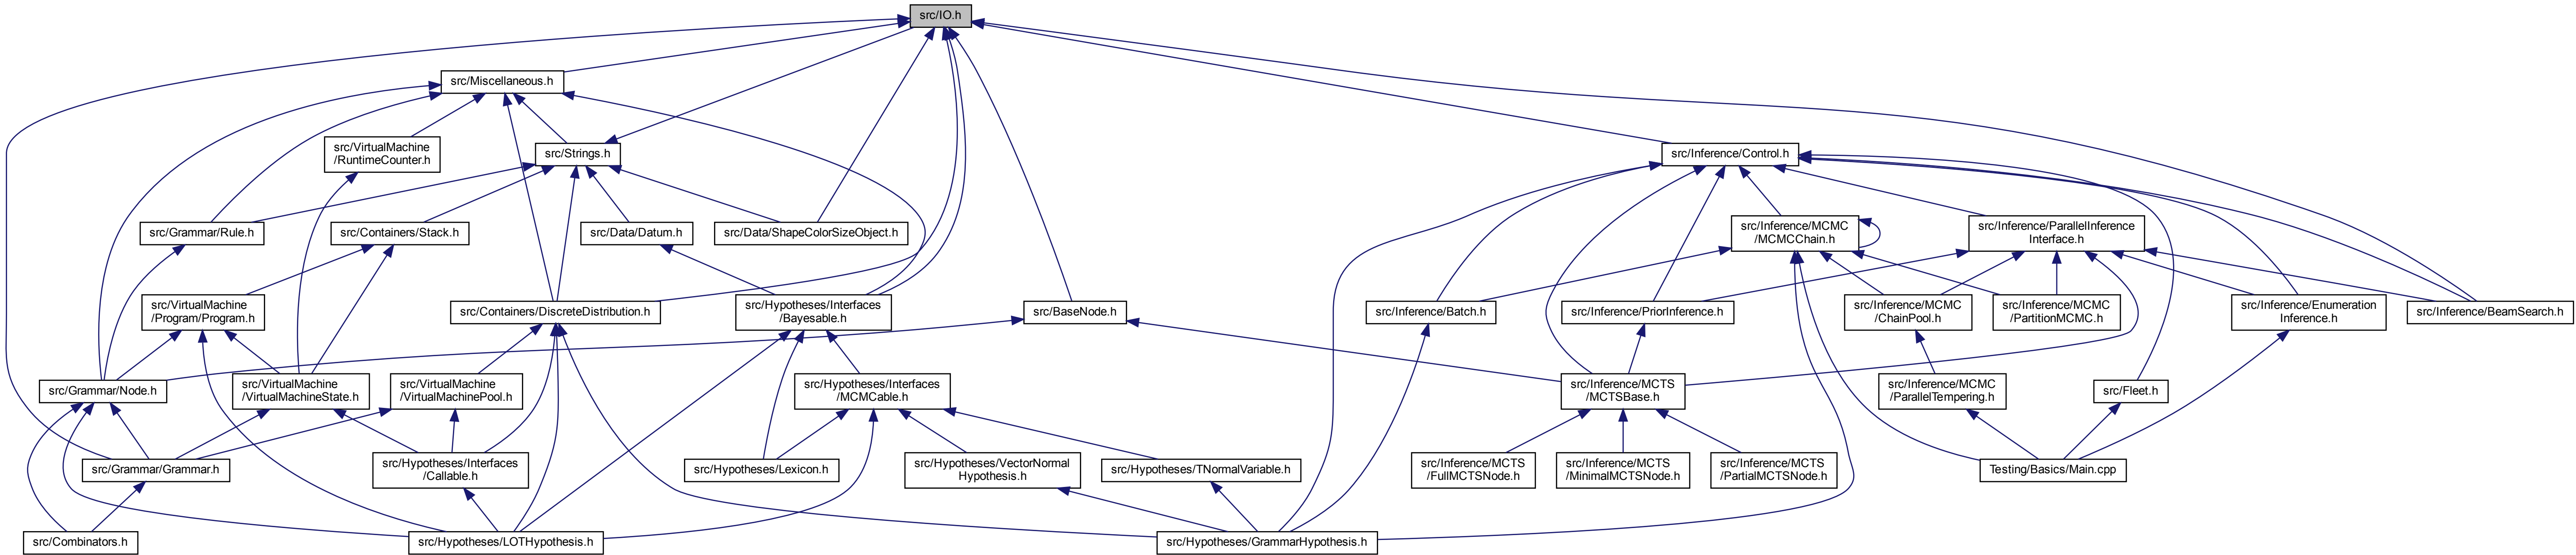 src/IO.h
src/Miscellaneous.h
src/VirtualMachine
/RuntimeCounter.h
src/Strings.h
src/Inference/Control.h
src/Grammar/Rule.h
src/Containers/Stack.h
src/Data/Datum.h
src/Data/ShapeColorSizeObject.h
src/Inference/MCMC
/MCMCChain.h
src/Inference/ParallelInference
Interface.h
src/VirtualMachine
/Program/Program.h
src/Containers/DiscreteDistribution.h
src/Hypotheses/Interfaces
/Bayesable.h
src/BaseNode.h
src/Inference/Batch.h
src/Inference/PriorInference.h
src/Inference/MCMC
/ChainPool.h
src/Inference/MCMC
/PartitionMCMC.h
src/Inference/Enumeration
Inference.h
src/Inference/BeamSearch.h
src/Grammar/Node.h
src/VirtualMachine
/VirtualMachineState.h
src/VirtualMachine
/VirtualMachinePool.h
src/Hypotheses/Interfaces
/MCMCable.h
src/Inference/MCTS
/MCTSBase.h
src/Inference/MCMC
/ParallelTempering.h
src/Fleet.h
src/Grammar/Grammar.h
src/Hypotheses/Interfaces
/Callable.h
src/Hypotheses/Lexicon.h
src/Hypotheses/VectorNormal
Hypothesis.h
src/Hypotheses/TNormalVariable.h
src/Inference/MCTS
/FullMCTSNode.h
src/Inference/MCTS
/MinimalMCTSNode.h
src/Inference/MCTS
/PartialMCTSNode.h
Testing/Basics/Main.cpp
src/Combinators.h
src/Hypotheses/LOTHypothesis.h
src/Hypotheses/GrammarHypothesis.h